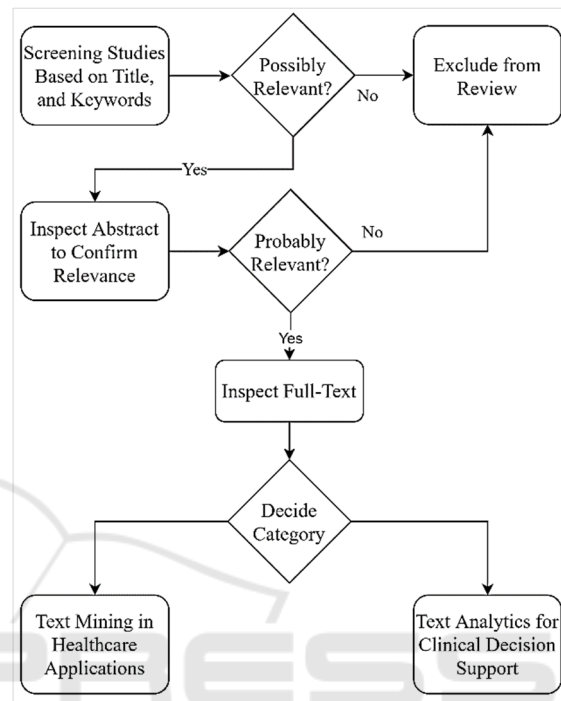 Screening Studies
Based on Title,
and Keywords
Possibly
Relevant?
No
Exclude from
Review
Yes
Inspect Abstract
to Confirm
Relevance
Probably
Relevant?
No
Yes
Inspect Full-Text
Decide
Category
Text Mining in
Healthcare
Applications
Text Analytics for
Clinical Decision
Support
PRESS